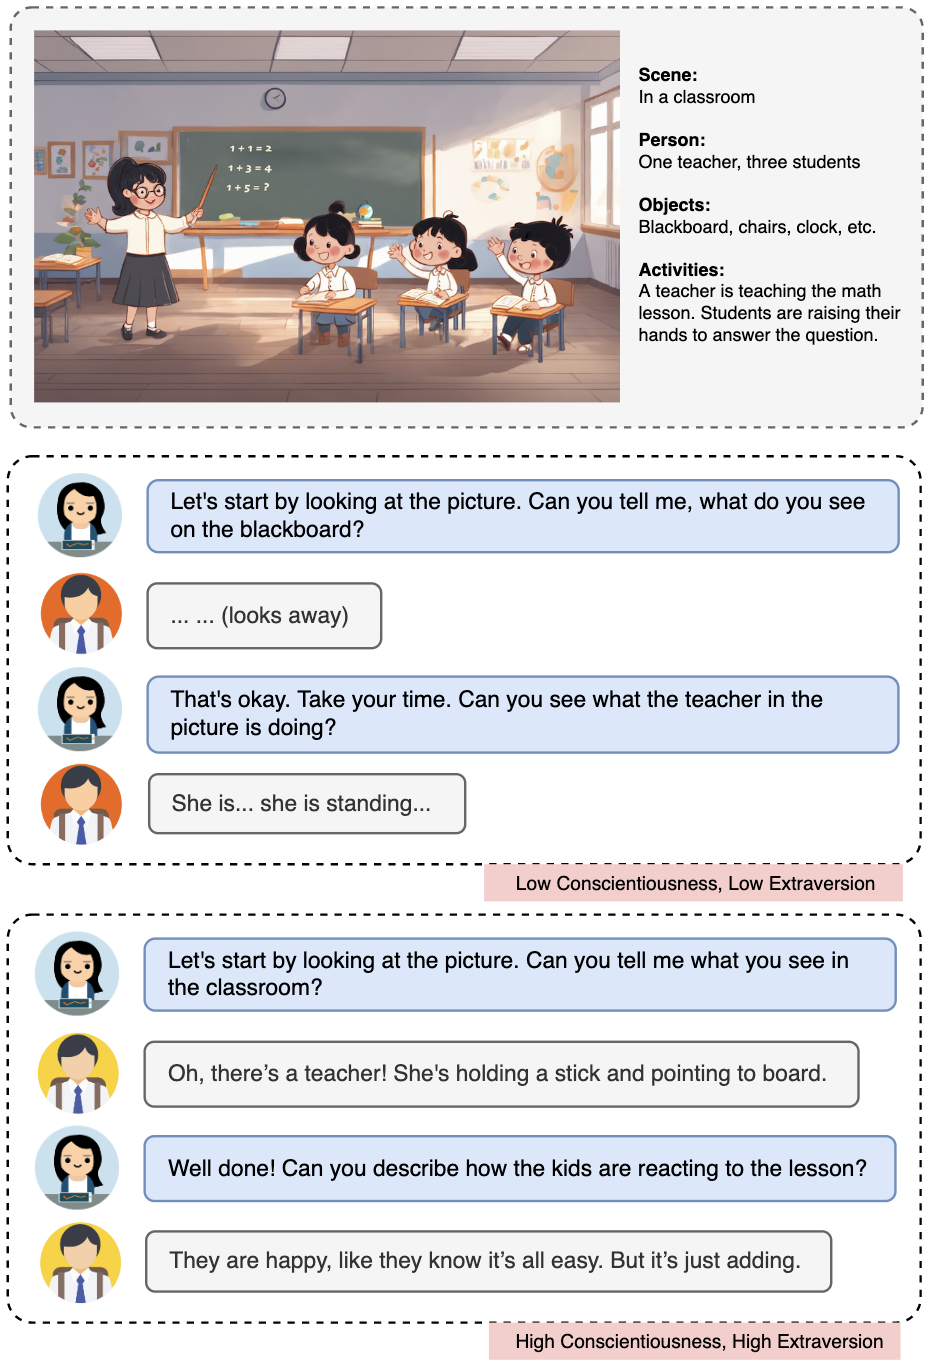 1+1=2
1+3=4
1+5=?
Scene:
In a classroom
Person:
One teacher, three students
Objects:
Blackboard, chairs, clock, etc.
Activities:
A teacher is teaching the math
lesson. Students are raising their
hands to answer the question.
Let's start by looking at the picture. Can you tell me, what do you see
on the blackboard?
... ... (looks away)
That's okay. Take your time. Can you see what the teacher in the
picture is doing?
She is... she is standing...
Low Conscientiousness, Low Extraversion
Let's start by looking at the picture. Can you tell me what you see in
the classroom?
Oh, there’s a teacher! She's holding a stick and pointing to board.
Well done! Can you describe how the kids are reacting to the lesson?
They are happy, like they know it’s all easy. But it’s just adding.
High Conscientiousness, High Extraversion